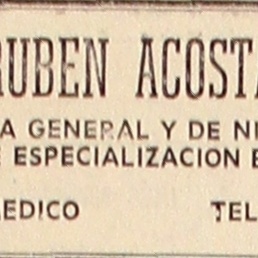 RUBEN ACOSTA
A GENERAL Y DE NI
ESPECIALIZACION E
EDICO TEL